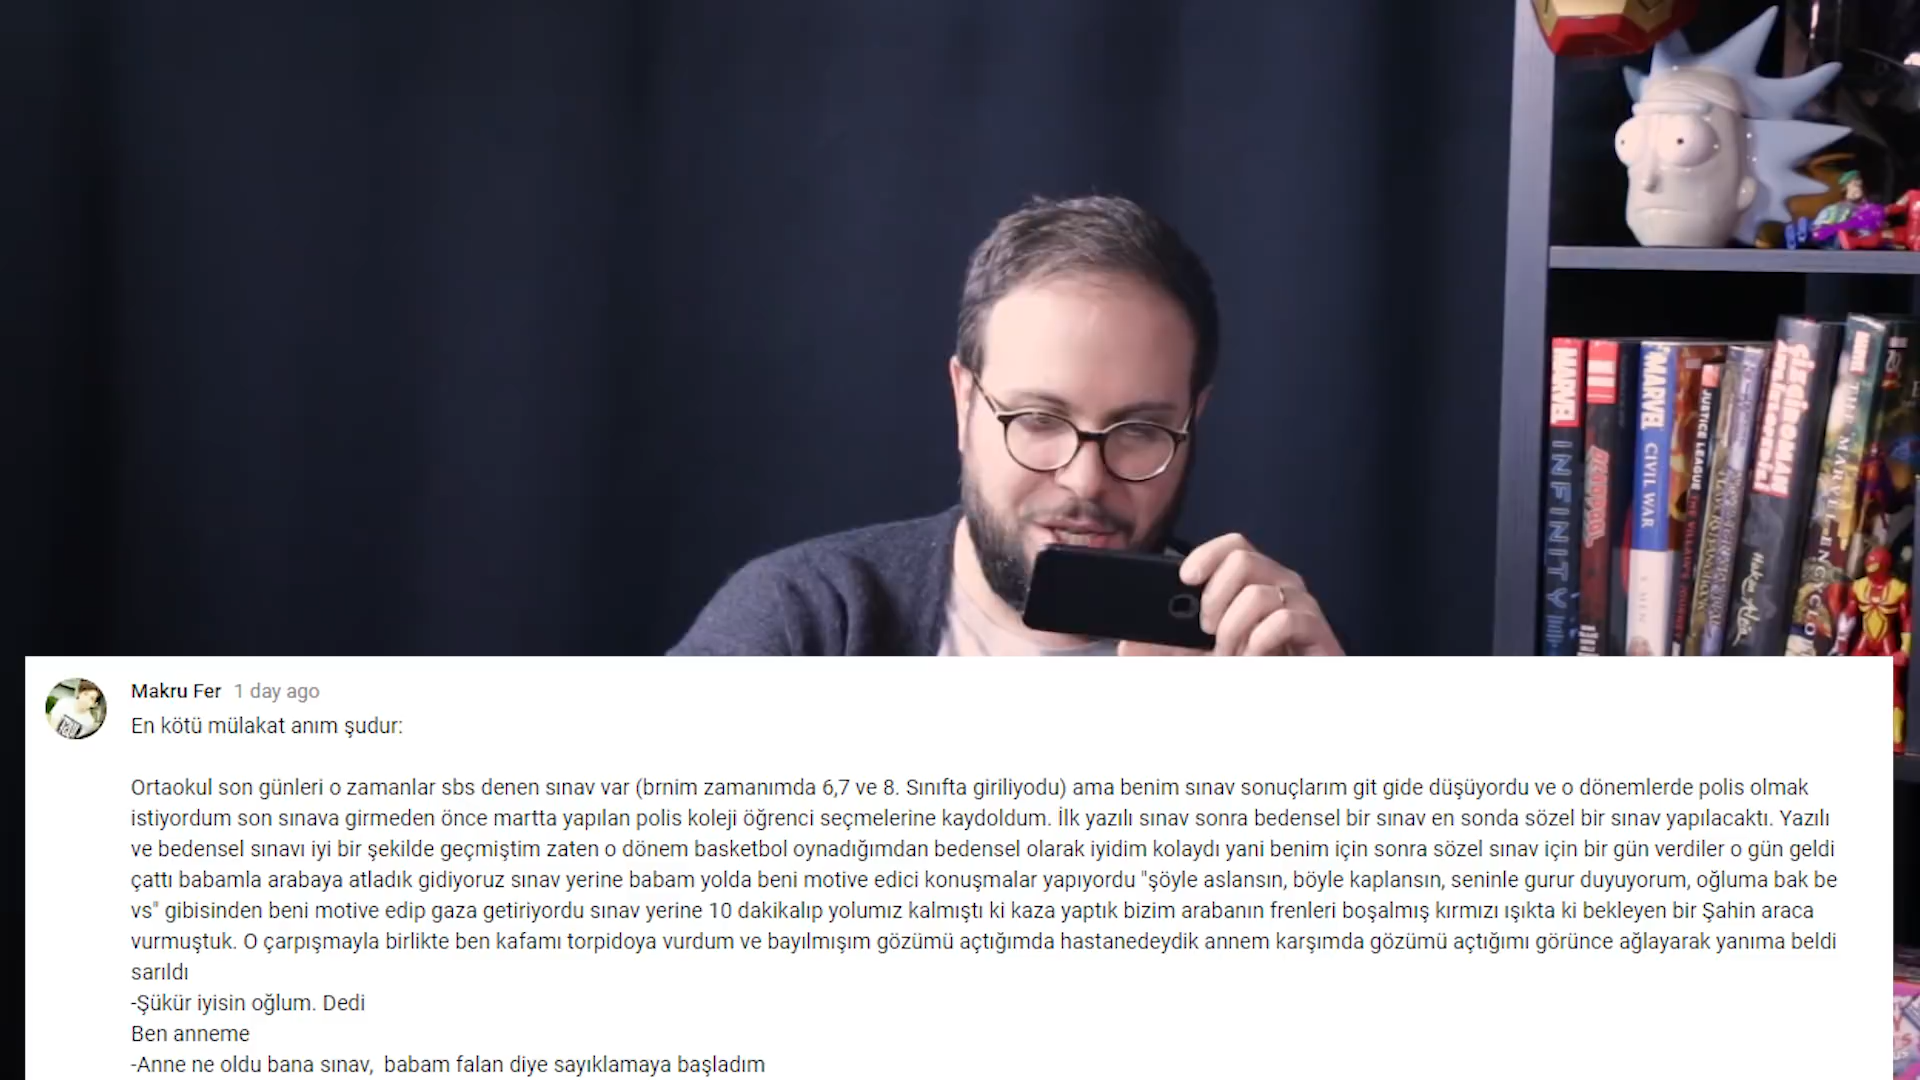 MARVEL
INFINITY
DEADPOOL
MARVEL
CIVIL WAR
JUSTICE LEAGUE
MARVEL
Makru Fer 1 day ago
En kötü mülakat anım şudur:
Ortaokul son günleri o zamanlar sbs denen sınav var (brnim zamanımda 6,7 ve 8. Sınıfta giriliyodu) ama benim sınav sonuçlarım git gide düşüyordu ve o dönemlerde polis olmak
istiyordum son sınava girmeden önce martta yapılan polis koleji öğrenci seçmelerine kaydoldum. İlk yazılı sınav sonra bedensel bir sınav en sonda sözel bir sınav yapılacaktı. Yazılı
ve bedensel sınavı iyi bir şekilde geçmiştim zaten o dönem basketbol oynadığımdan bedensel olarak iyidim kolaydı yani benim için sonra sözel sınav için bir gün verdiler o gün geldi
çattı babamla arabaya atladık gidiyoruz sınav yerine babam yolda beni motive edici konuşmalar yapıyordu "şöyle aslansın, böyle kaplansın, seninle gurur duyuyorum, oğluma bak be
vs" gibisinden beni motive edip gaza getiriyordu sınav yerine 10 dakikalıp yolumız kalmıştı ki kaza yaptık bizim arabanın frenleri boşalmış kırmızı ışıkta ki bekleyen bir Şahin araca
vurmuştuk. O çarpışmayla birlikte ben kafamı torpidoya vurdum ve bayılmışım gözümü açtığımda hastanedeydik annem karşımda gözümü açtığımı görünce ağlayarak yanıma beldi
sarıldı
-Şükür iyisin oğlum. Dedi
Ben anneme
-Anne ne oldu bana sınav, babam falan diye sayıklamaya başladım